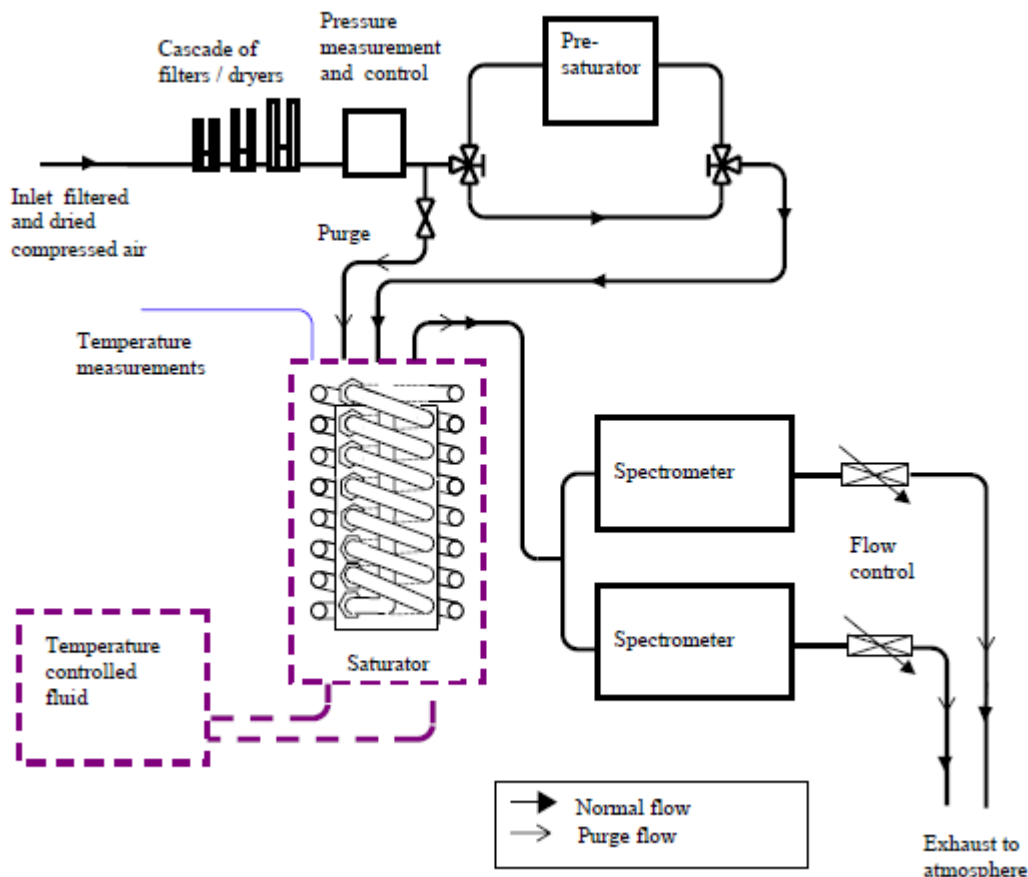 Pressure
measurement
and control
Cascade of
filters / dryers
Pre-
saturator
Inlet filtered
and dried
compressed air
Purge
Temperature
measurements
Spectrometer
Flow
control
Spectrometer
Temperature
controlled
fluid
Saturator
Normal flow
Purge flow
Exhaust to
atmosphere